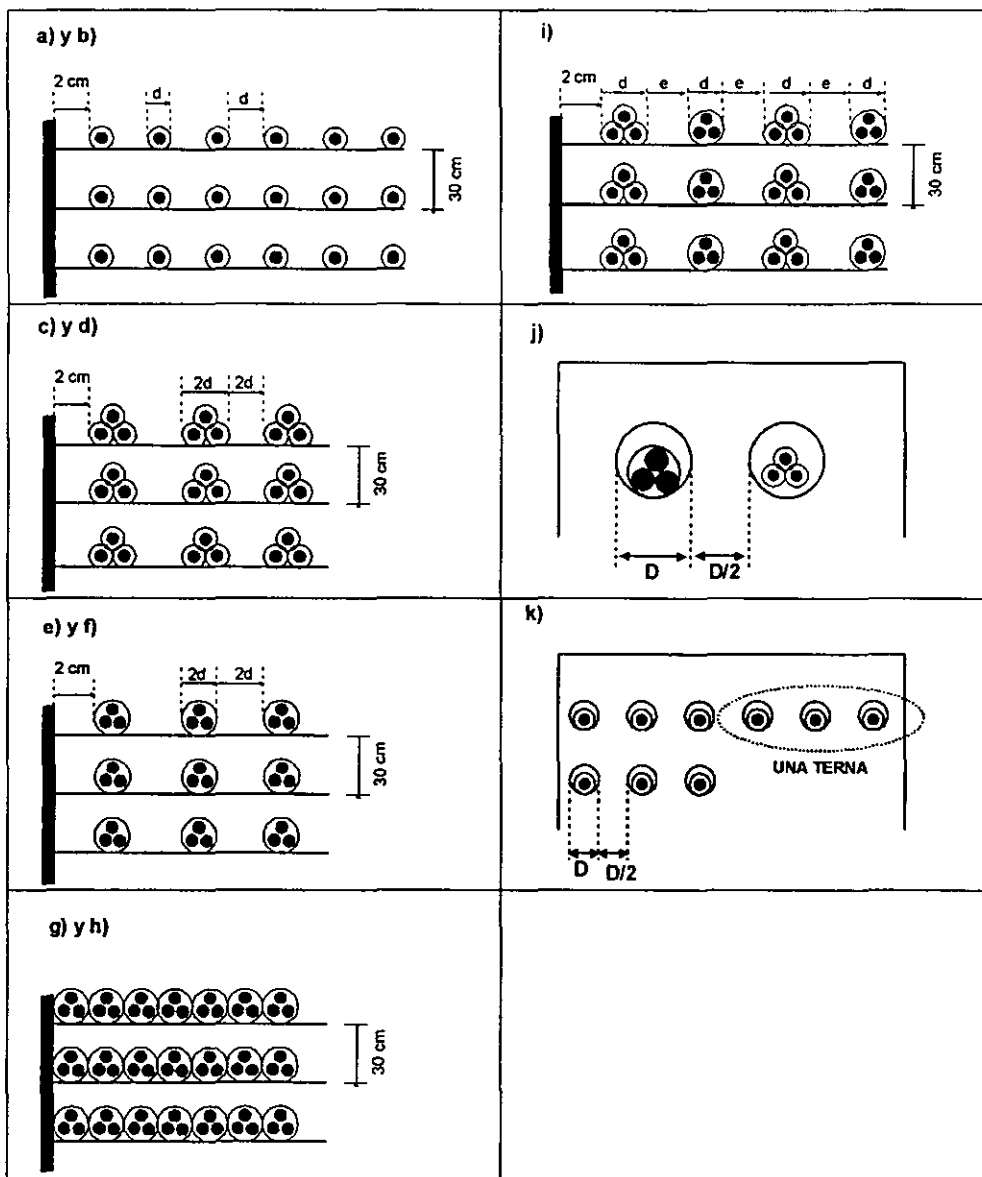 a) y b)
2 cm
d
d
30 cm
c) y d)
2 cm
2d
2d
30 cm
e) y f)
2 cm
2d
2d
30 cm
g) y h)
30 cm
i)
2 cm
d
e
d
e
d
e
d
30 cm
j)
D
D/2
k)
UNA TERNA
D
D/2